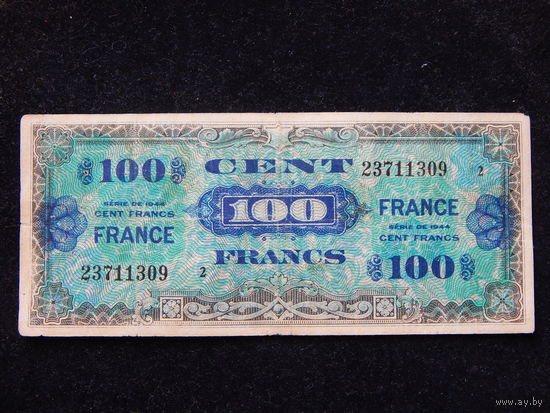 100 CENT 23711309 2
SÉRIE DE 1944
CENT FRANCS
FRANCE
100
FRANCE
SÉRIE DE 1944
CENT FRANCS
23711309 2
FRANCS
100
www.ay.by